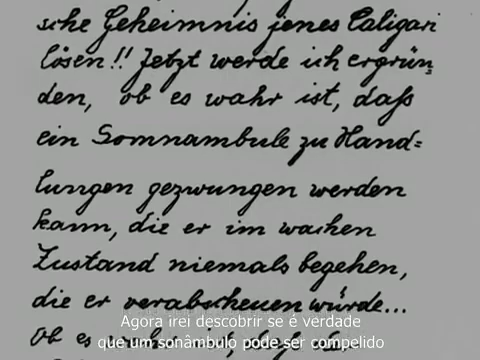 sche Geheimnis jenes Caligari
lösen!! Jetzt werde ich ergrün=
den, ob es wahr ist, daß
ein Somnambule zu Hand=
lungen gezwungen werden
kann, die er im wachen
Zustand niemals begehen,
die er verabscheuen würde...
Ob es
Agora irei descobrir se é verdade
que um sonâmbulo pode ser compelido